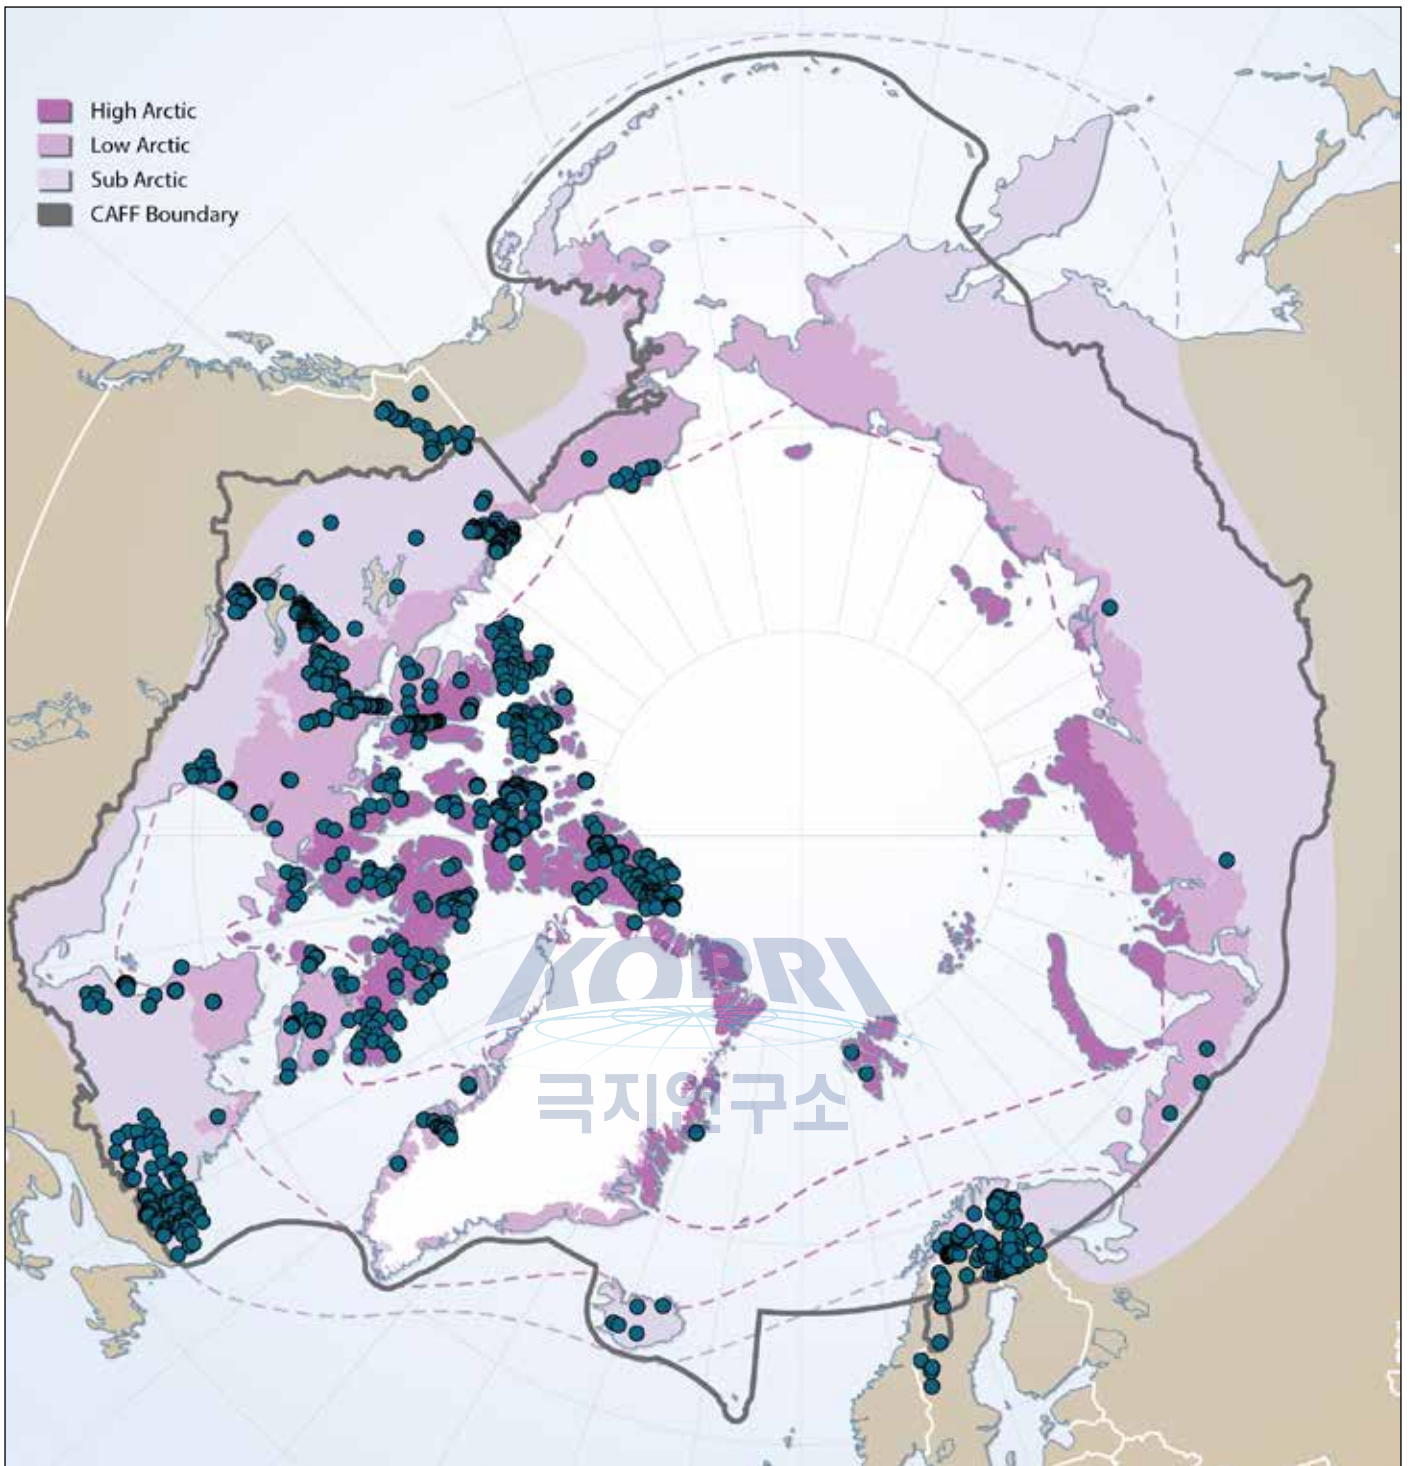 High Arctic
Low Arctic
Sub Arctic
CAFF Boundary
KOPRI
극지연구소